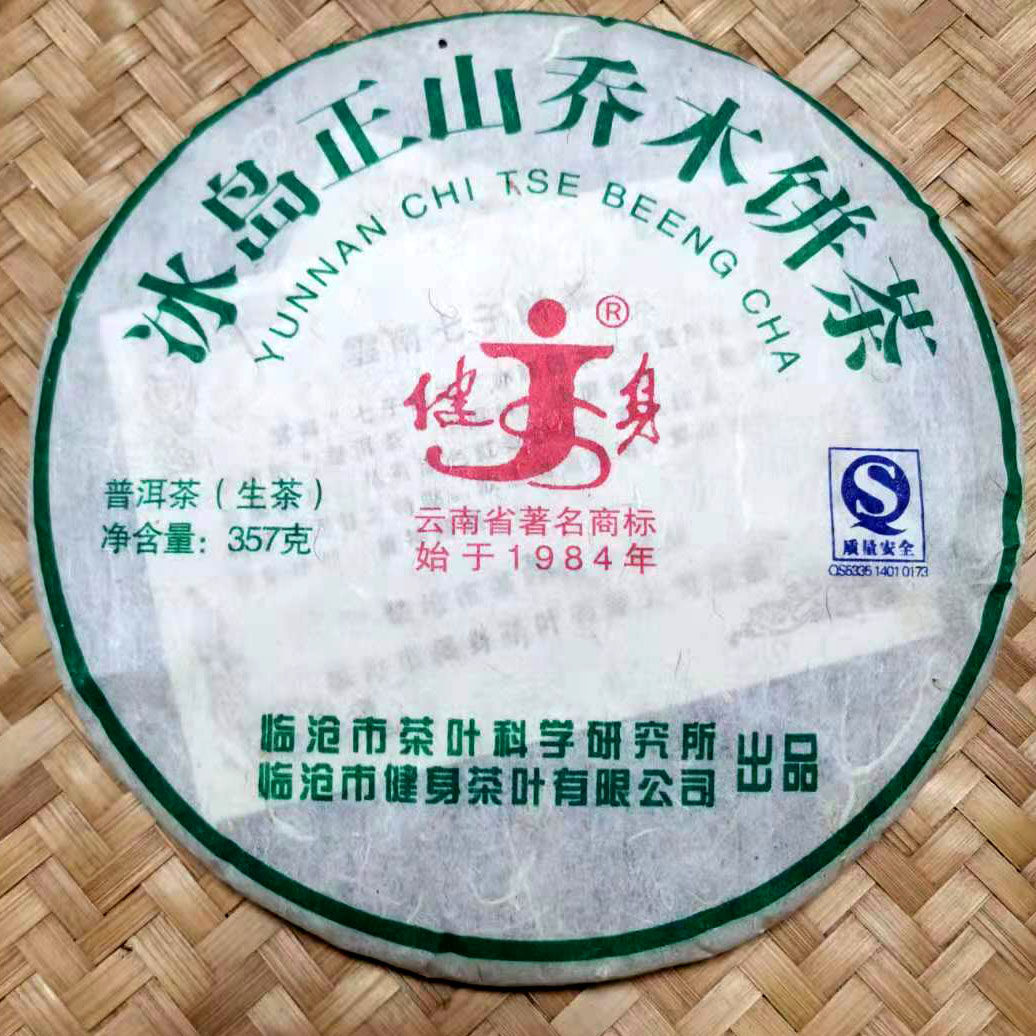 冰岛正山乔木饼茶
YUNNAN CHI TSE BEENG CHA
®
健身
云南省著名商标
始于1984年
普洱茶（生茶）
净含量：357克
质量安全
QS5335 1401 0173
临沧市茶叶科学研究所
临沧市健身茶叶有限公司
出品